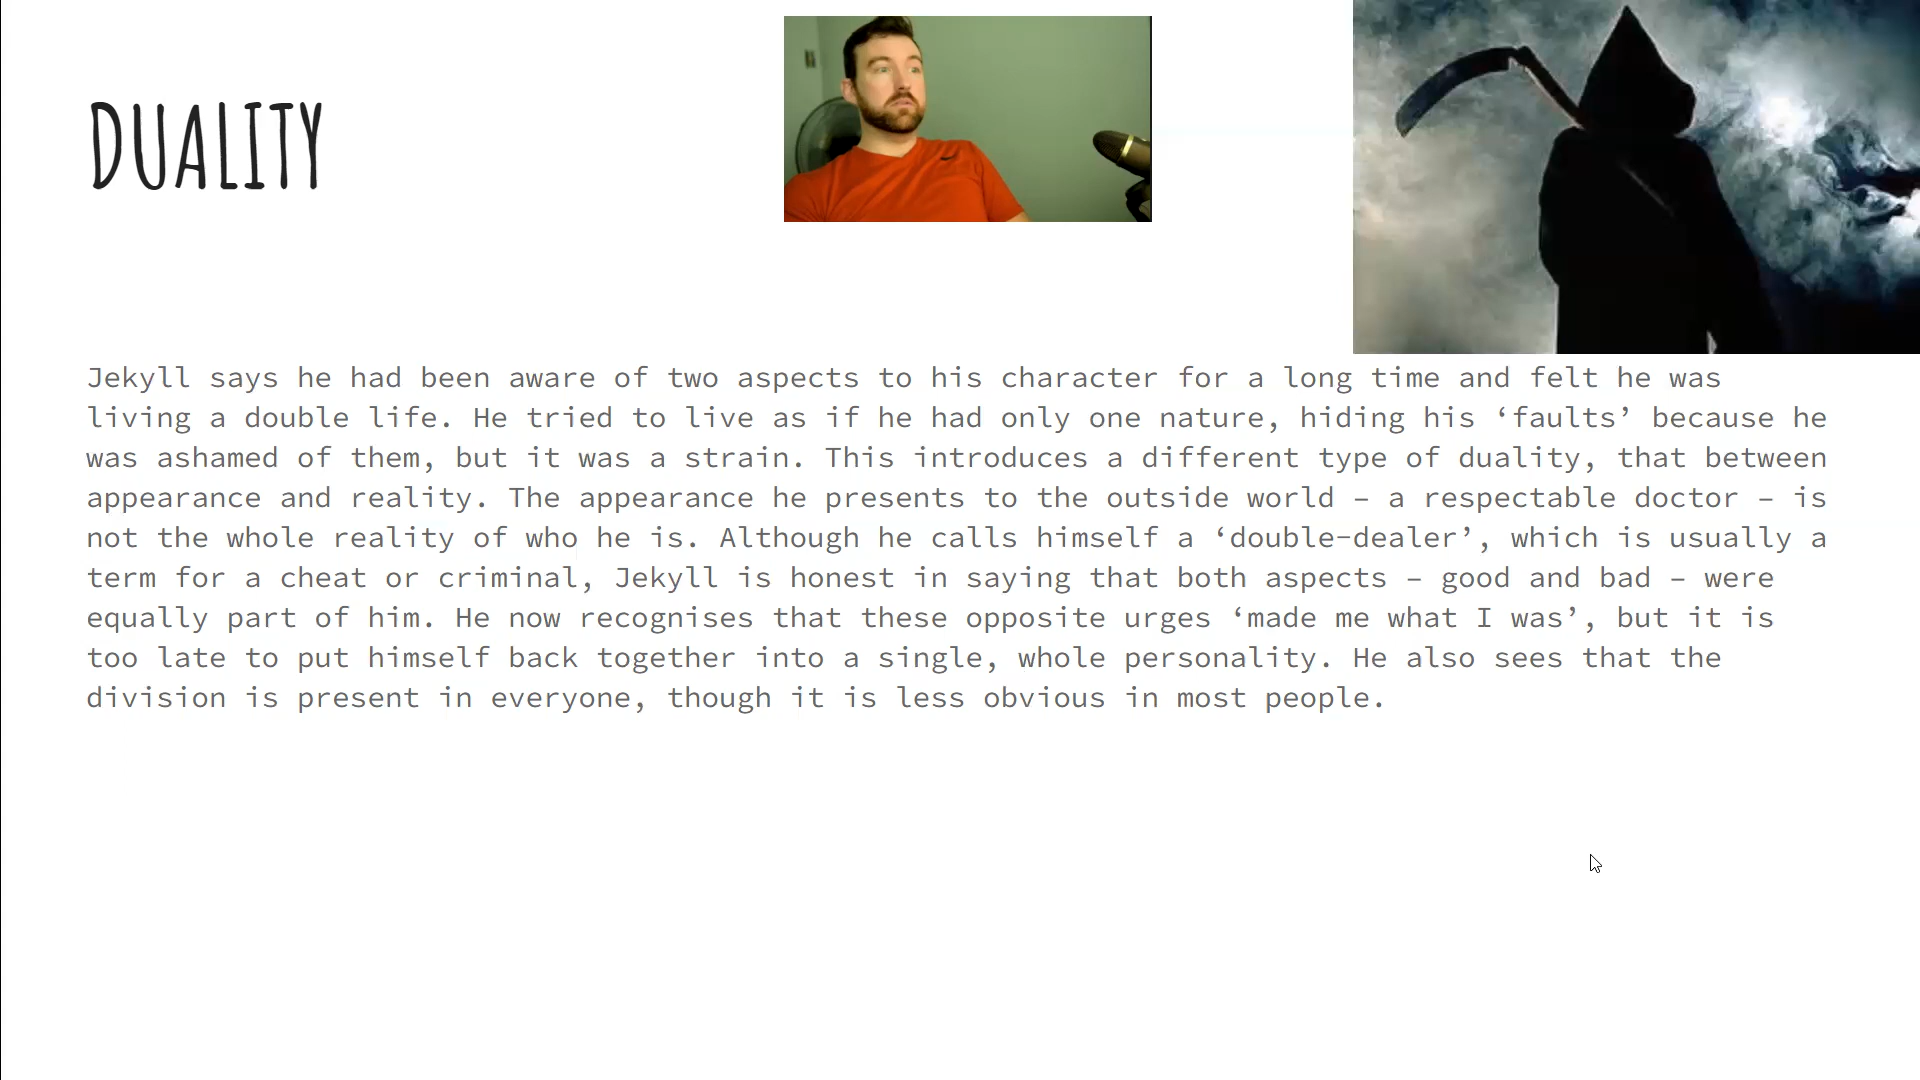 DUALITY
Jekyll says he had been aware of two aspects to his character for a long time and felt he was
living a double life. He tried to live as if he had only one nature, hiding his ‘faults’ because he
was ashamed of them, but it was a strain. This introduces a different type of duality, that between
appearance and reality. The appearance he presents to the outside world – a respectable doctor – is
not the whole reality of who he is. Although he calls himself a ‘double-dealer’, which is usually a
term for a cheat or criminal, Jekyll is honest in saying that both aspects – good and bad – were
equally part of him. He now recognises that these opposite urges ‘made me what I was’, but it is
too late to put himself back together into a single, whole personality. He also sees that the
division is present in everyone, though it is less obvious in most people.